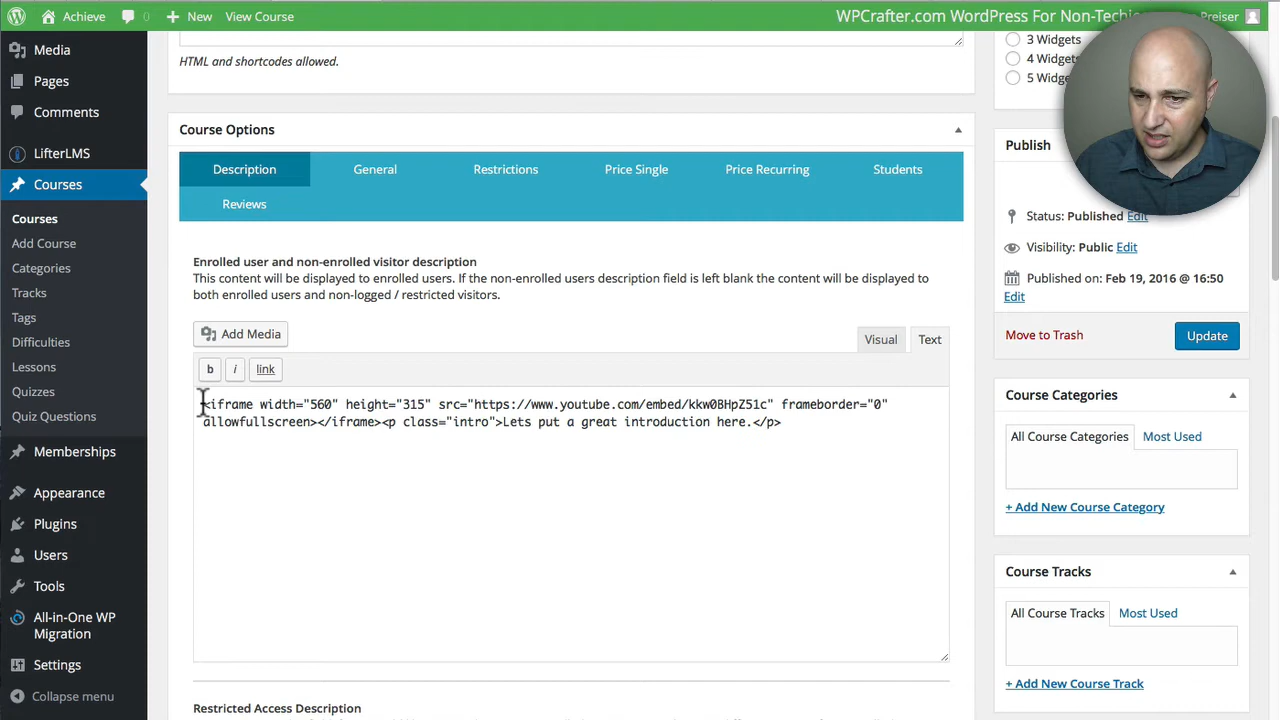 Achieve 0 New View Course WPCrafter.com WordPress For Non-Techi Preiser
Media
Pages
Comments
LifterLMS
Courses
Courses
Add Course
Categories
Tracks
Tags
Difficulties
Lessons
Quizzes
Quiz Questions
Memberships
Appearance
Plugins
Users
Tools
All-in-One WP
Migration
Settings
Collapse menu
HTML and shortcodes allowed.
Course Options
Description General Restrictions Price Single Price Recurring Students
Reviews
Enrolled user and non-enrolled visitor description
This content will be displayed to enrolled users. If the non-enrolled users description field is left blank the content will be displayed to
both enrolled users and non-logged / restricted visitors.
Add Media
Visual Text
b i link
<iframe width="560" height="315" src="https://www.youtube.com/embed/kkw0BHpZ51c" frameborder="0"
allowfullscreen></iframe><p class="intro">Lets put a great introduction here.</p>
Restricted Access Description
3 Widgets
4 Widgets
5 Widg
Publish
Status: Published Edit
Visibility: Public Edit
Published on: Feb 19, 2016 @ 16:50
Edit
Move to Trash Update
Course Categories
All Course Categories Most Used
+ Add New Course Category
Course Tracks
All Course Tracks Most Used
+ Add New Course Track